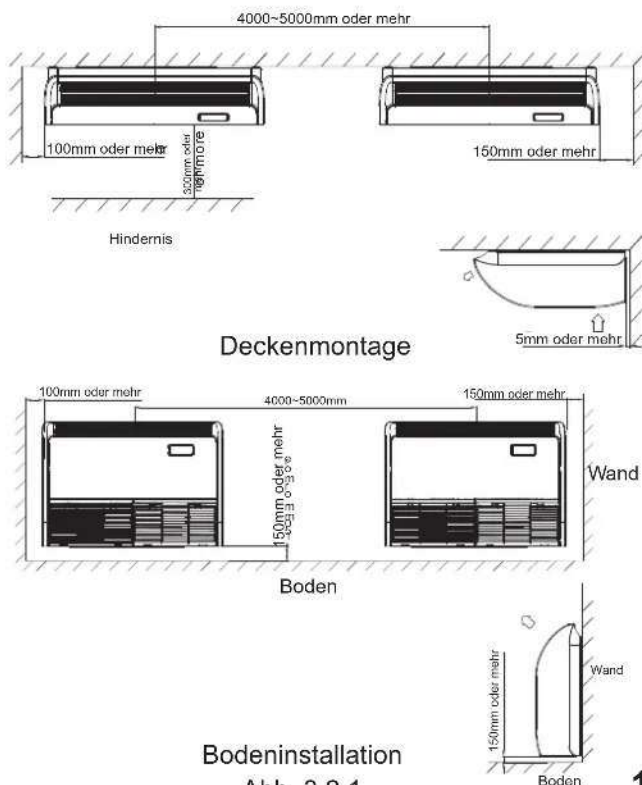 4000~5000mm oder mehr
100mm oder mehr
300mm oder
150mm oder mehr
Hindernis
5mm oder mehr
Deckenmontage
100mm oder mehr
4000~5000mm
150mm oder mehr
150mm oder mehr
Wand
Boden
150mm oder mehr
Wand
Bodeninstallation
Boden